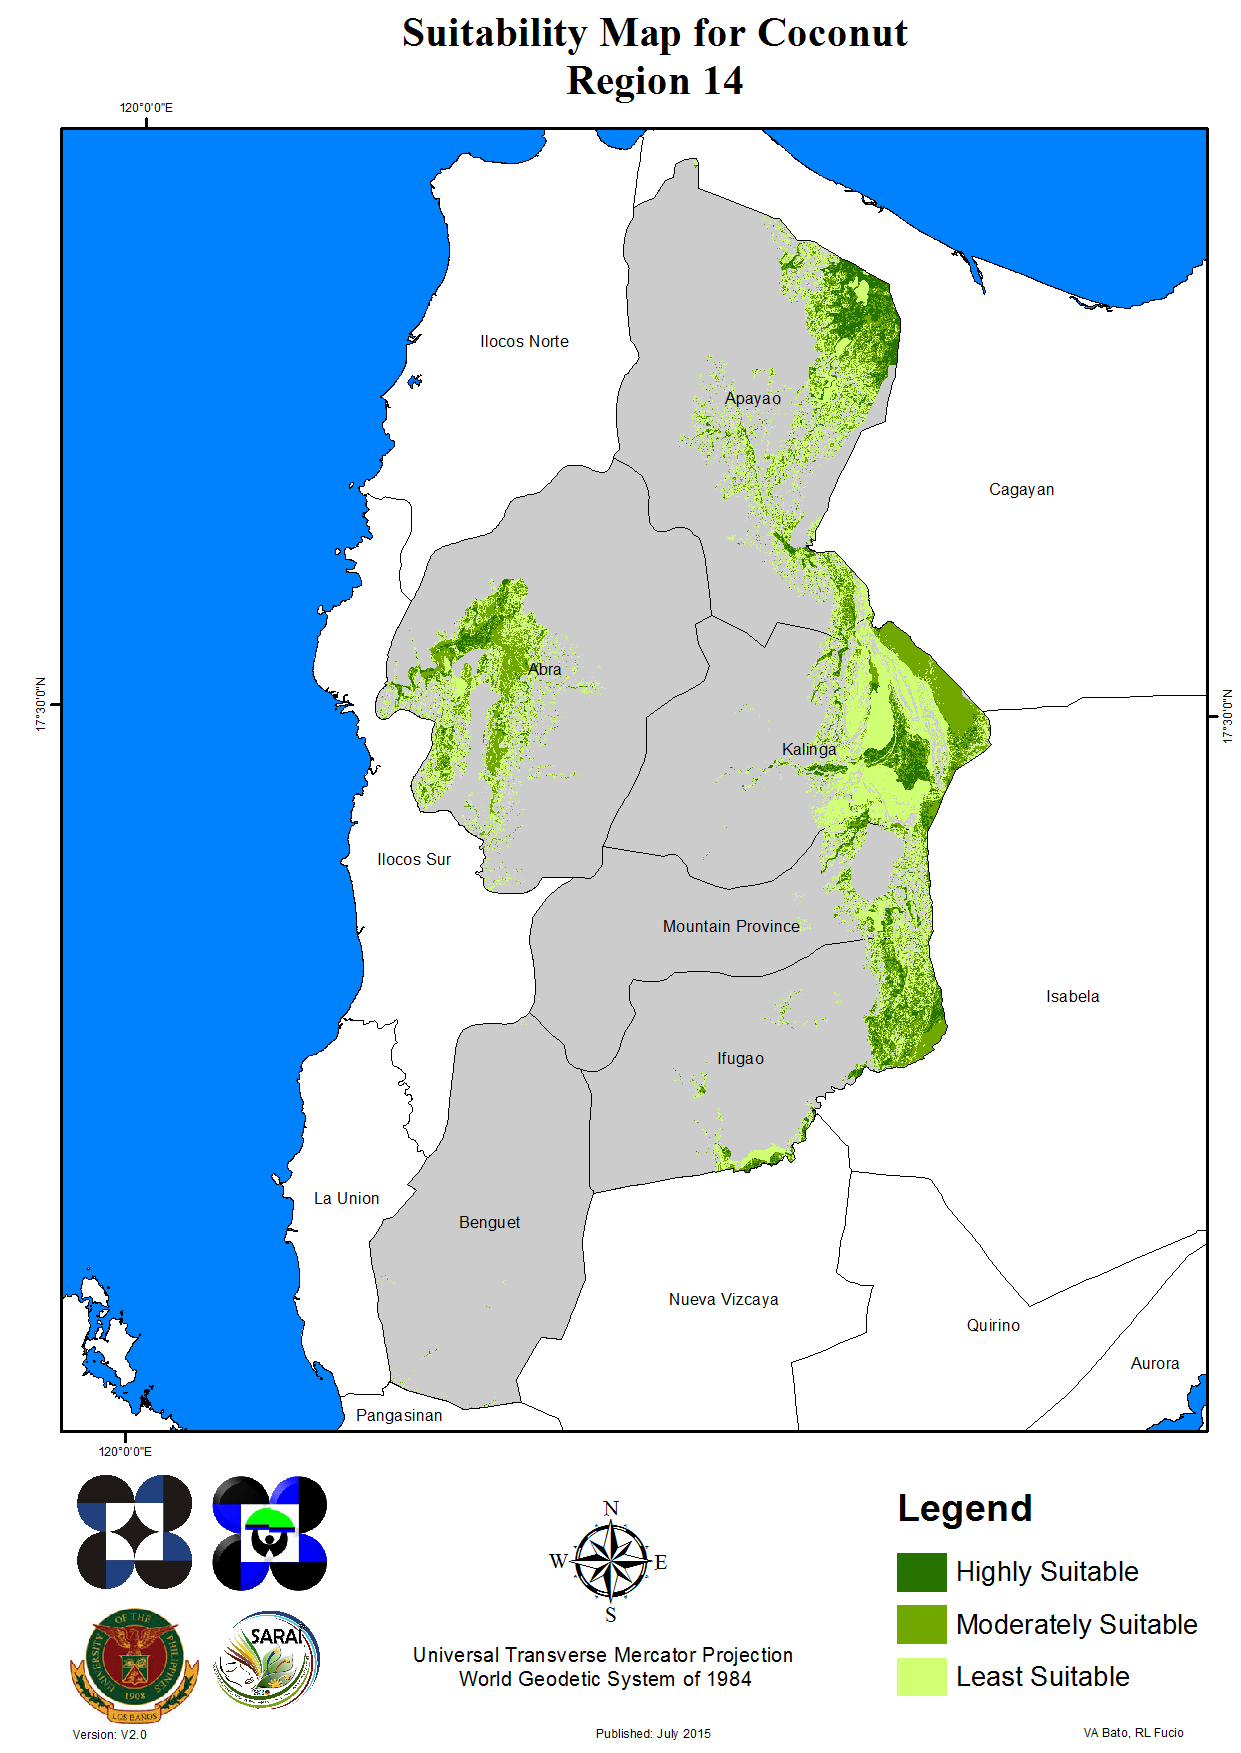 Suitability Map for Coconut
Region 14
120°0'0"E
Ilocos Norte
Apayao
Cagayan
Abra
17°30'0"N
17°30'0"N
Kalinga
Ilocos Sur
Mountain Province
Isabela
Ifugao
La Union
Benguet
Nueva Vizcaya
Quirino
Aurora
Pangasinan
120°0'0"E
Legend
N
W
E
S
Highly Suitable
Moderately Suitable
Least Suitable
UNIVERSITY OF THE PHILIPPINES
1908
LOS BAÑOS
SARAI
Universal Transverse Mercator Projection
World Geodetic System of 1984
Version: V2.0
Published: July 2015
VA Bato, RL Fucio